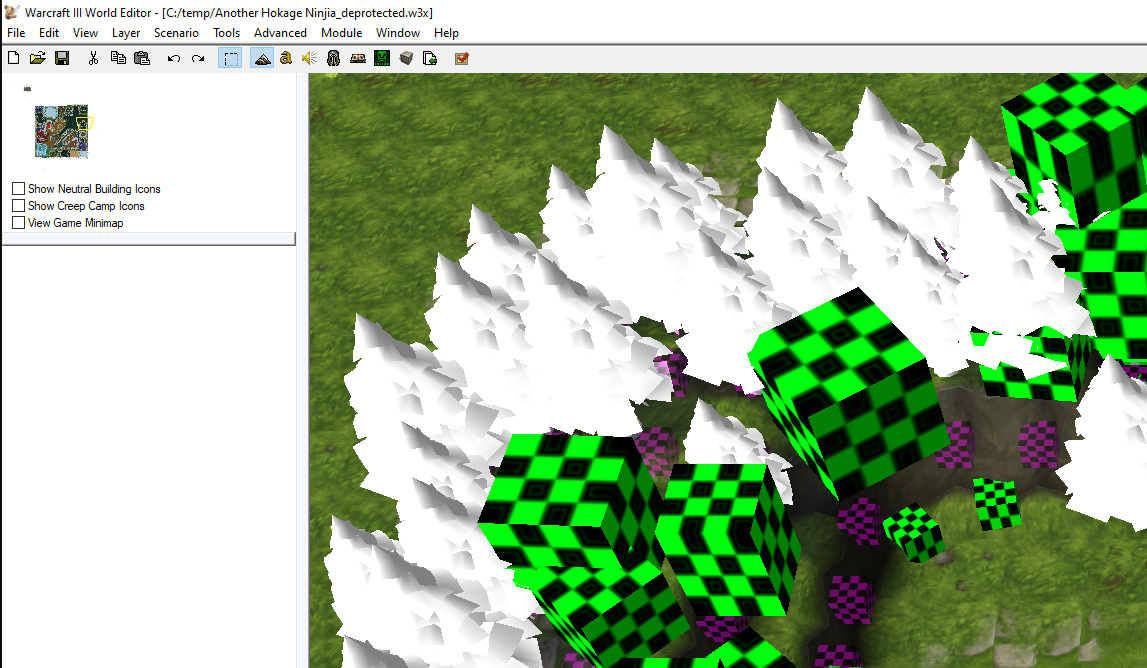 Warcraft III World Editor - [C:/temp/Another Hokage Ninjia_deprotected.w3x]
File Edit View Layer Scenario Tools Advanced Module Window Help
Show Neutral Building Icons
Show Creep Camp Icons
View Game Minimap